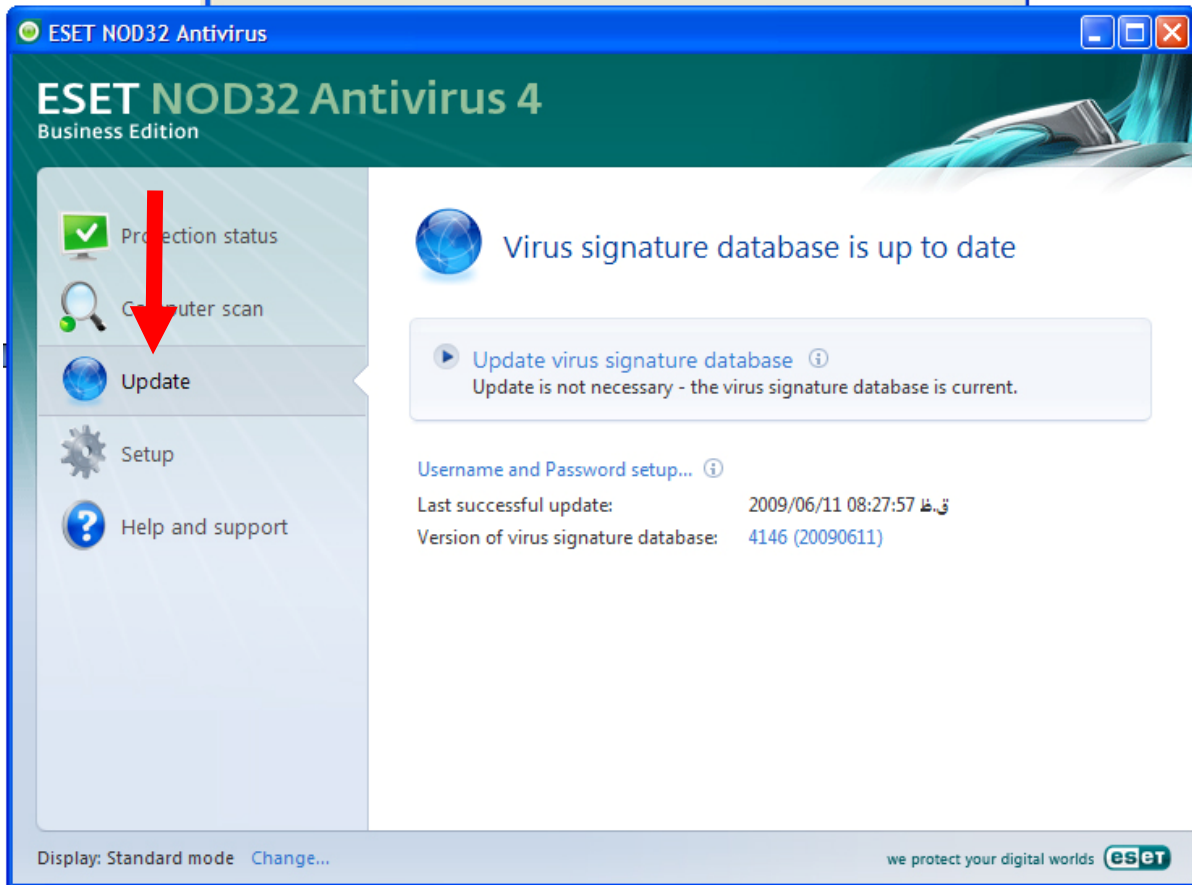 ESET NOD32 Antivirus
ESET NOD32 Antivirus 4
Business Edition
Protection status
Computer scan
Update
Setup
Help and support
Virus signature database is up to date
Update virus signature database
Update is not necessary - the virus signature database is current.
Username and Password setup...
Last successful update: 2009/06/11 08:27:57 ق.ظ
Version of virus signature database: 4146 (20090611)
Display: Standard mode Change...
we protect your digital worlds eset